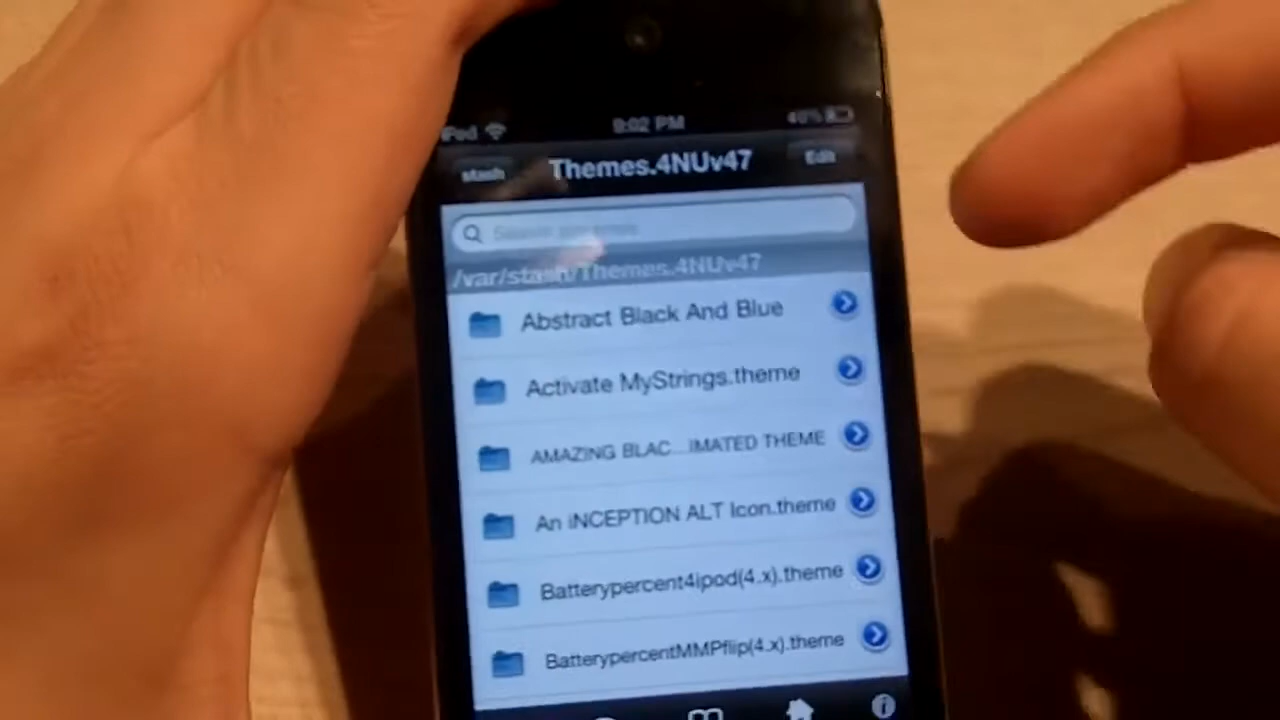 iPod 9:02 PM 46%
stash Themes.4NUv47 Edit
/var/stash/Themes.4NUv47
Abstract Black And Blue
Activate MyStrings.theme
AMAZING BLAC...IMATED THEME
An iNCEPTION ALT Icon.theme
Batterypercent4ipod(4.x).theme
BatterypercentMMPflip(4.x).theme